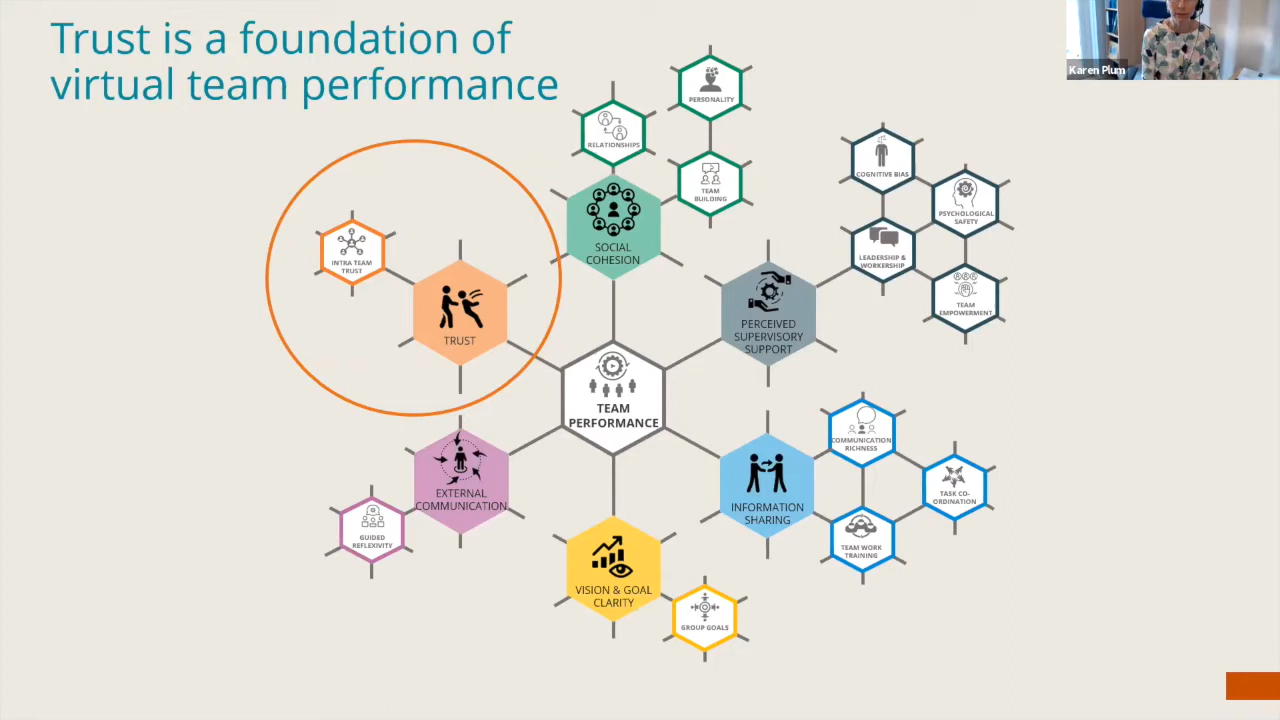 Trust is a foundation of
virtual team performance
Karen Plum
PERSONALITY
RELATIONSHIPS
TEAM
BUILDING
SOCIAL
COHESION
COGNITIVE BIAS
PSYCHOLOGICAL
SAFETY
LEADERSHIP &
WORKERSHIP
TEAM
EMPOWERMENT
PERCEIVED
SUPERVISORY
SUPPORT
INTRA TEAM
TRUST
TRUST
TEAM
PERFORMANCE
COMMUNICATION
RICHNESS
TASK CO-
ORDINATION
TEAM WORK
TRAINING
INFORMATION
SHARING
EXTERNAL
COMMUNICATION
GUIDED
REFLEXIVITY
VISION & GOAL
CLARITY
GROUP GOALS